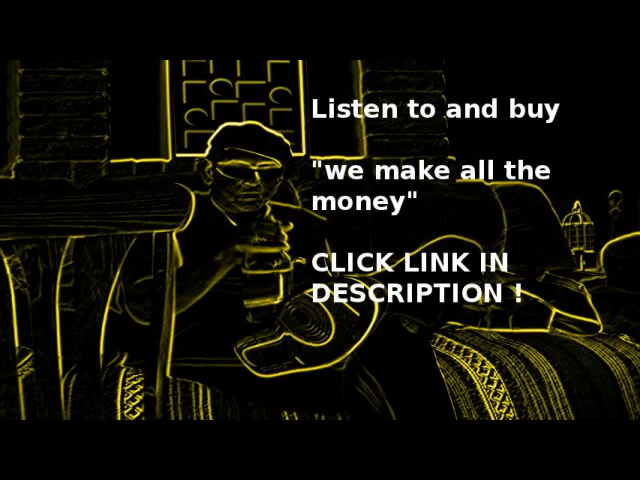 Listen to and buy
"we make all the
money"
CLICK LINK IN
DESCRIPTION !